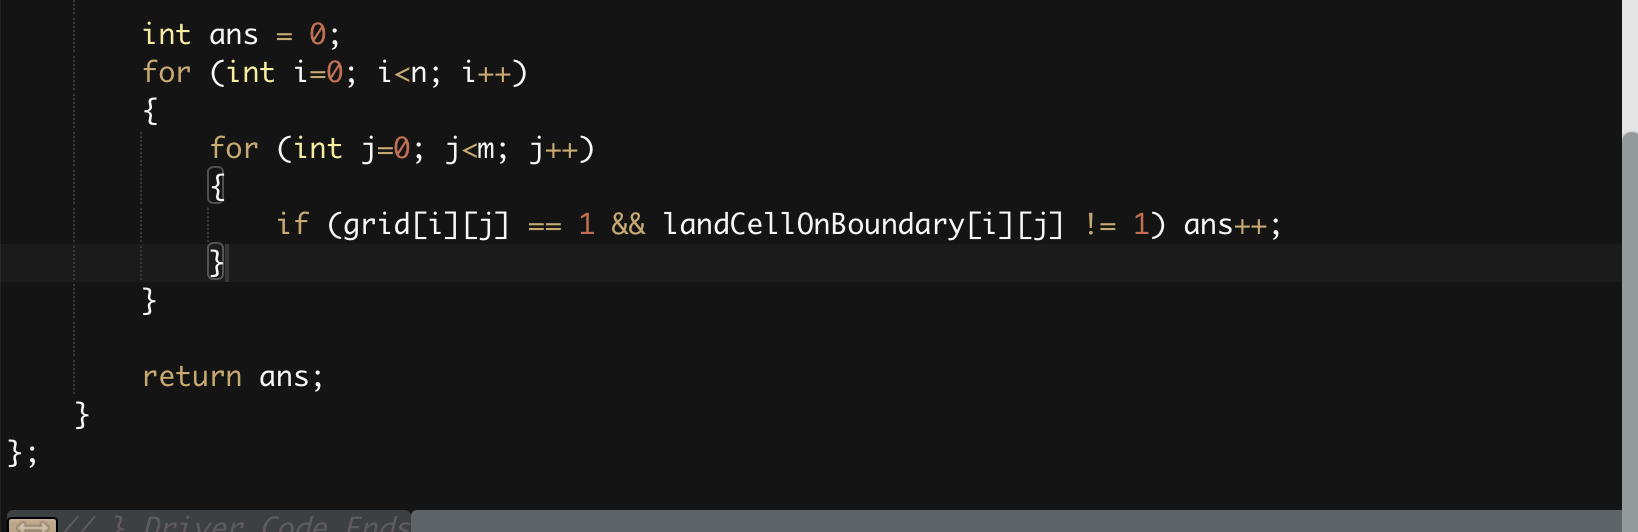 int ans = 0;
for (int i=0; i<n; i++)
{
for (int j=0; j<m; j++)
{
if (grid[i][j] == 1 && landCellOnBoundary[i][j] != 1) ans++;
}
}
return ans;
}
};
// } Driver Code Ends